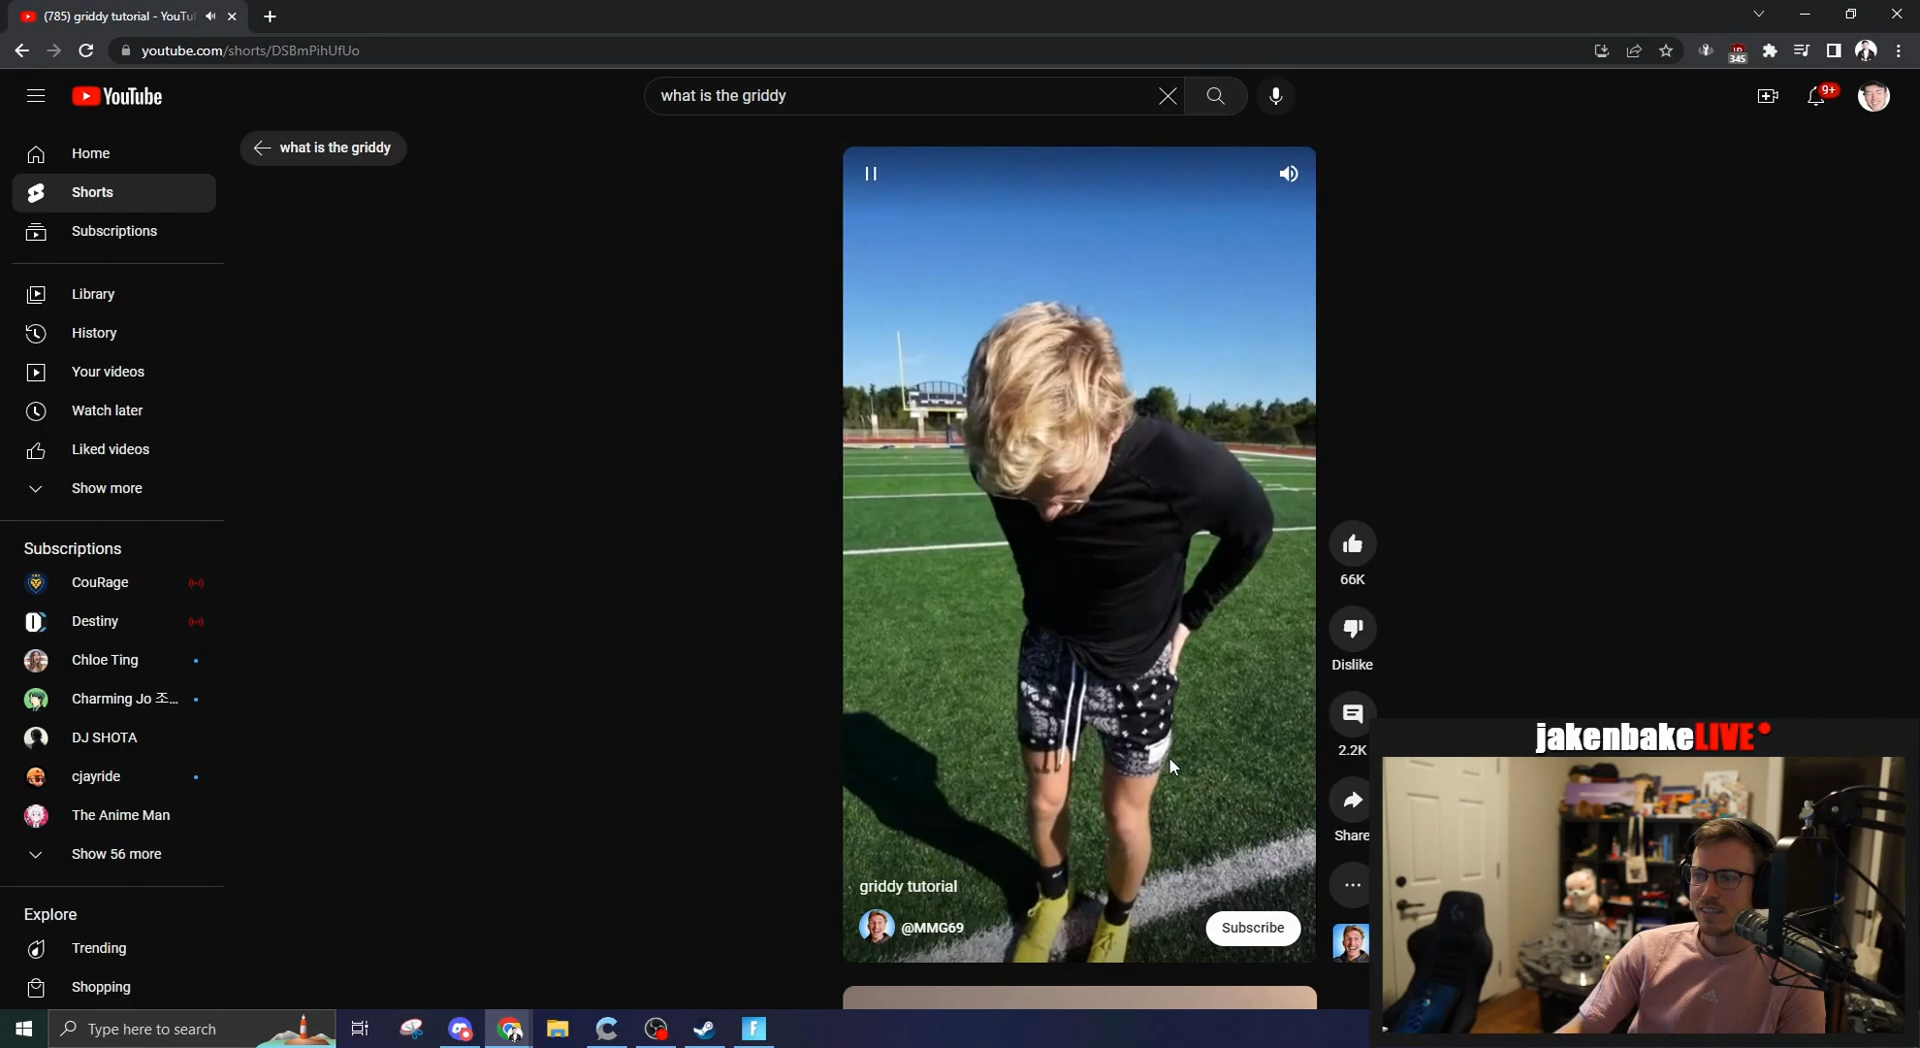 (785) griddy tutorial - YouTu
youtube.com/shorts/DSBmPihUfUo
345
YouTube
what is the griddy
9+
what is the griddy
Home
Shorts
Subscriptions
Library
History
Your videos
Watch later
Liked videos
Show more
Subscriptions
CouRage
Destiny
Chloe Ting
Charming Jo 조...
DJ SHOTA
cjayride
The Anime Man
Show 56 more
Explore
Trending
Shopping
66K
Dislike
2.2K
Share
griddy tutorial
@MMG69
Subscribe
jakenbakeLIVE
Type here to search